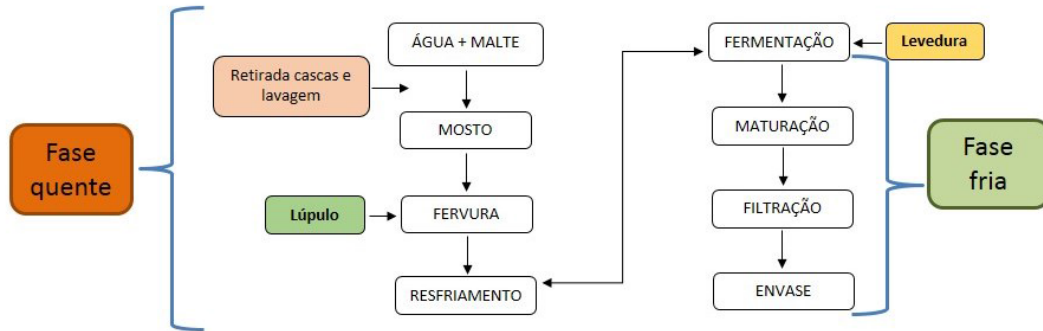 Fase
quente
ÁGUA + MALTE
Retirada cascas e
lavagem
MOSTO
Lúpulo
FERVURA
RESFRIAMENTO
FERMENTAÇÃO
Levedura
MATURAÇÃO
FILTRAÇÃO
ENVASE
Fase
fria